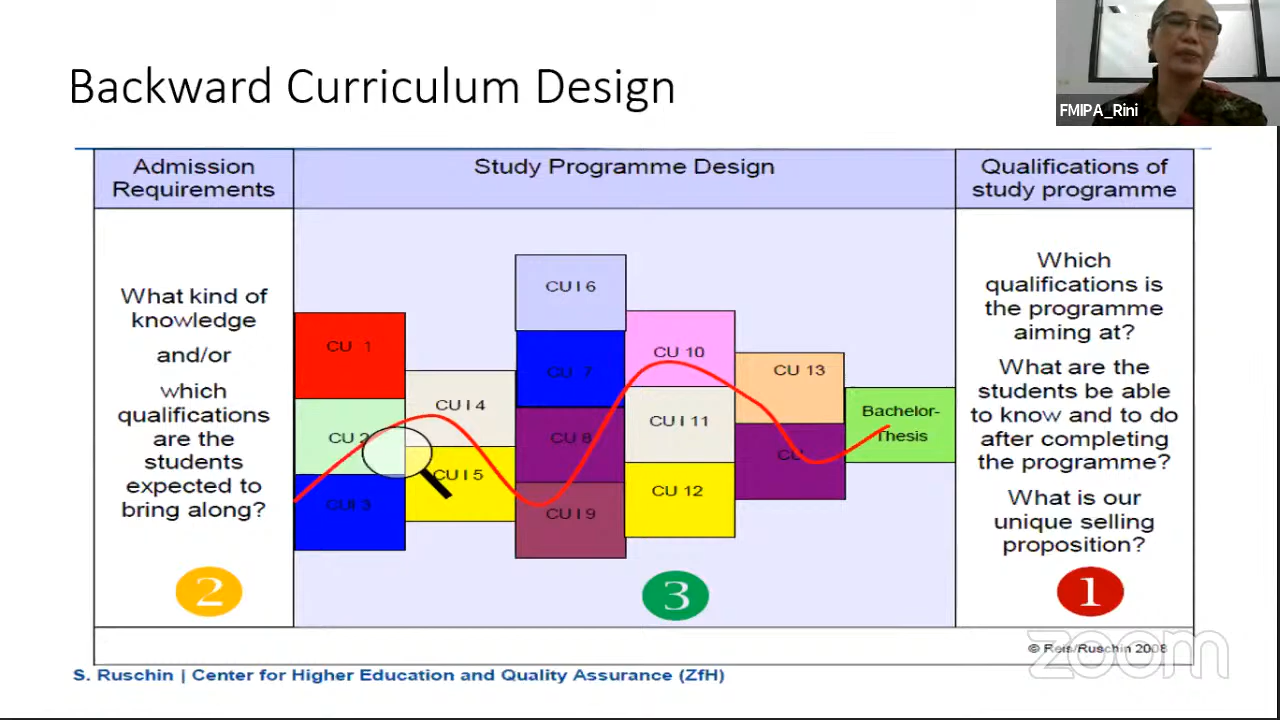 Backward Curriculum Design
FMIPA_Rini
Admission
Requirements
Study Programme Design
Qualifications of
study programme
What kind of
knowledge
and/or
which
qualifications
are the
students
expected to
bring along?
2
CU 1
CU 2
CUI 3
CU I 4
CU I 5
CU I 6
CU 7
CU 8
CU I 9
CU 10
CU I 11
CU 12
CU 13
CU
Bachelor-
Thesis
3
Which
qualifications is
the programme
aiming at?
What are the
students be able
to know and to do
after completing
the programme?
What is our
unique selling
proposition?
1
© Reis/Ruschin 2008
zoom
S. Ruschin | Center for Higher Education and Quality Assurance (ZfH)